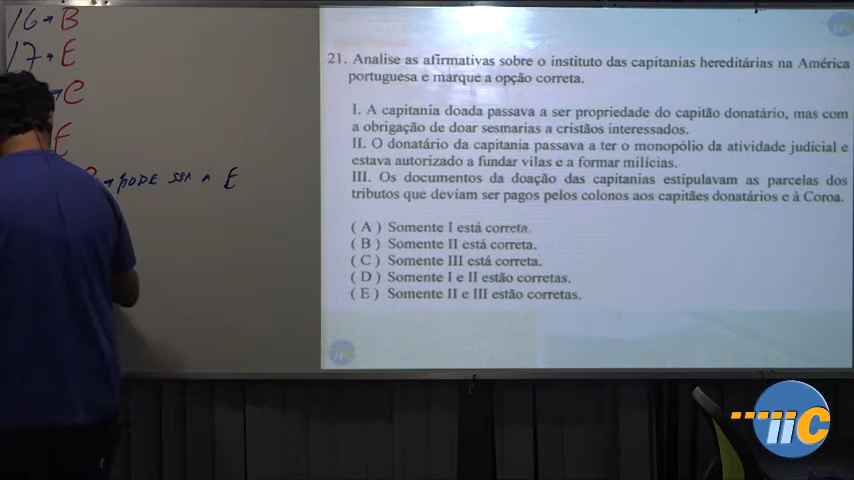 16 → B
17 → E
→ C
E
→ PODE SER A E
21. Analise as afirmativas sobre o instituto das capitanias hereditárias na América
portuguesa e marque a opção correta.
I. A capitania doada passava a ser propriedade do capitão donatário, mas com
a obrigação de doar sesmarias a cristãos interessados.
II. O donatário da capitania passava a ter o monopólio da atividade judicial e
estava autorizado a fundar vilas e a formar milícias.
III. Os documentos da doação das capitanias estipulavam as parcelas dos
tributos que deviam ser pagos pelos colonos aos capitães donatários e à Coroa.
( A ) Somente I está correta.
( B ) Somente II está correta.
( C ) Somente III está correta.
( D ) Somente I e II estão corretas.
( E ) Somente II e III estão corretas.
iiC